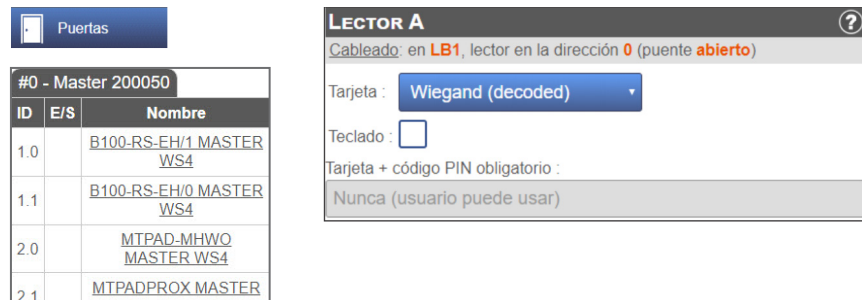 Puertas
#0 - Master 200050
ID E/S Nombre
1.0 B100-RS-EH/1 MASTER
WS4
1.1 B100-RS-EH/0 MASTER
WS4
2.0 MTPAD-MHWO
MASTER WS4
2.1 MTPADPROX MASTER
LECTOR A ?
Cableado: en LB1, lector en la dirección 0 (puente abierto)
Tarjeta : Wiegand (decoded)
Teclado :
Tarjeta + código PIN obligatorio :
Nunca (usuario puede usar)